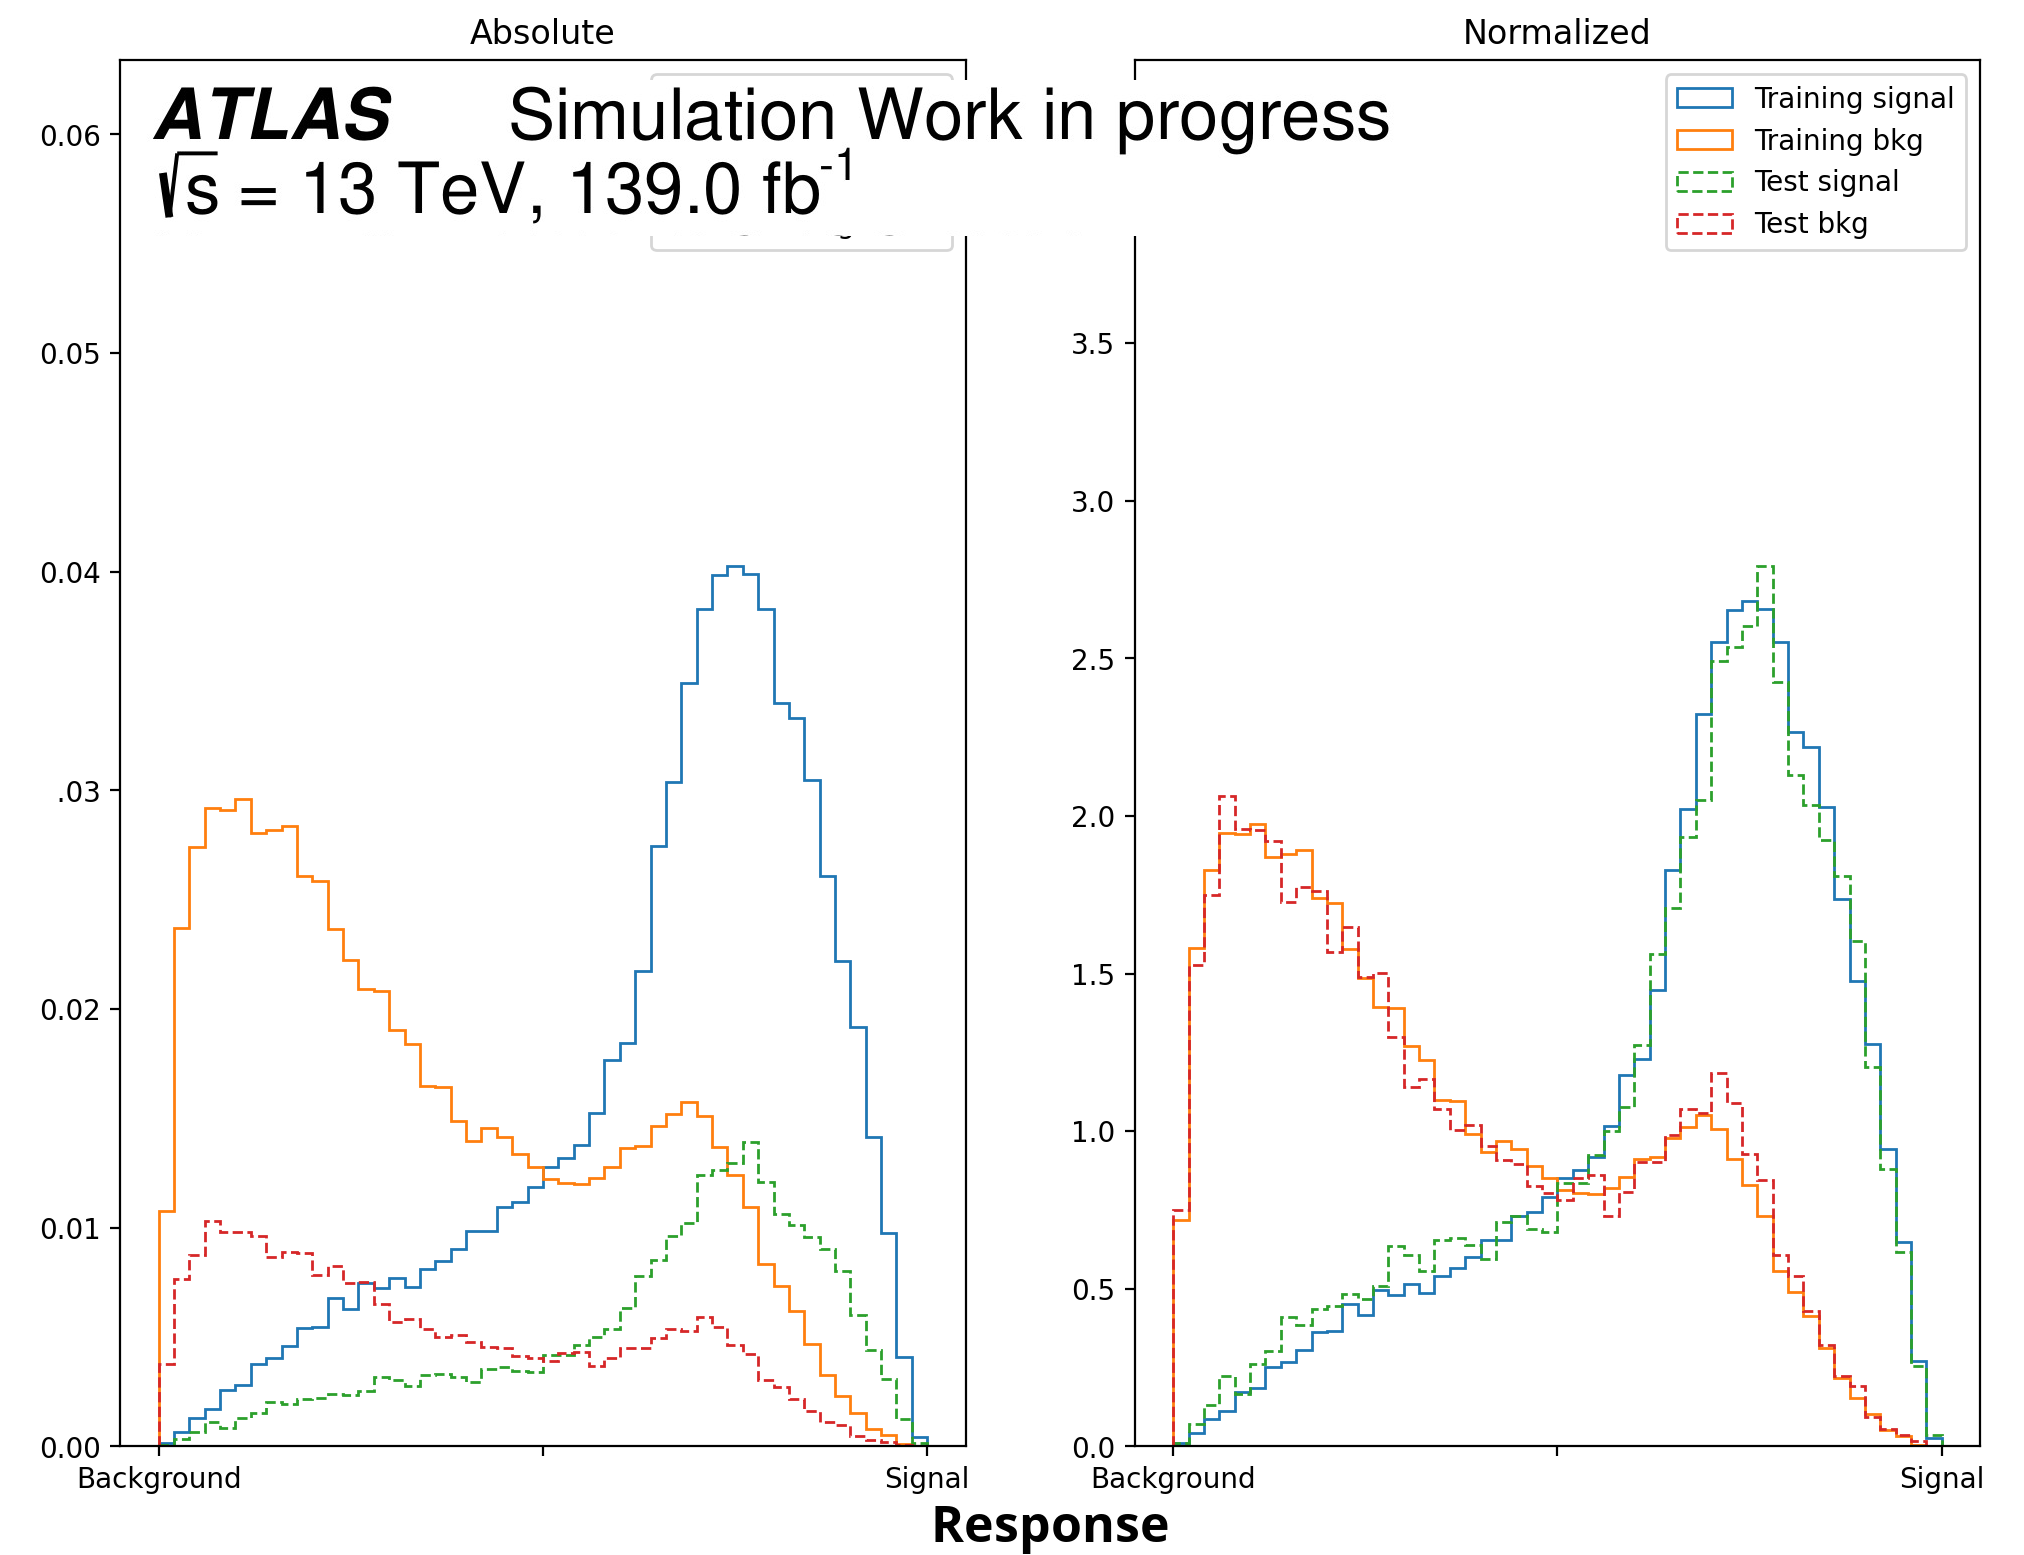 Absolute
Normalized
ATLAS Simulation Work in progress
√s = 13 TeV, 139.0 fb-1
Training signal
Training bkg
Test signal
Test bkg
0.06
0.05
0.04
.03
0.02
0.01
0.00
3.5
3.0
2.5
2.0
1.5
1.0
0.5
0.0
Background
Signal
Background
Signal
Response